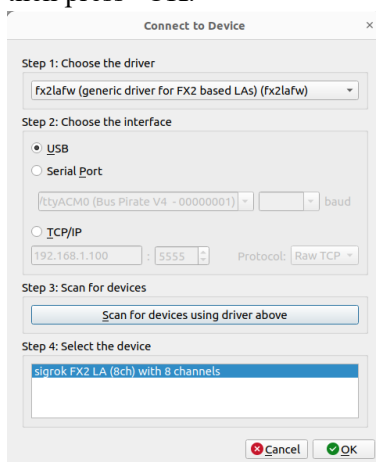 Connect to Device ×
Step 1: Choose the driver
fx2lafw (generic driver for FX2 based LAs) (fx2lafw)
Step 2: Choose the interface
USB
Serial Port
/ttyACM0 (Bus Pirate V4 - 00000001) baud
TCP/IP
192.168.1.100 : 5555 Protocol: Raw TCP
Step 3: Scan for devices
Scan for devices using driver above
Step 4: Select the device
sigrok FX2 LA (8ch) with 8 channels
Cancel OK